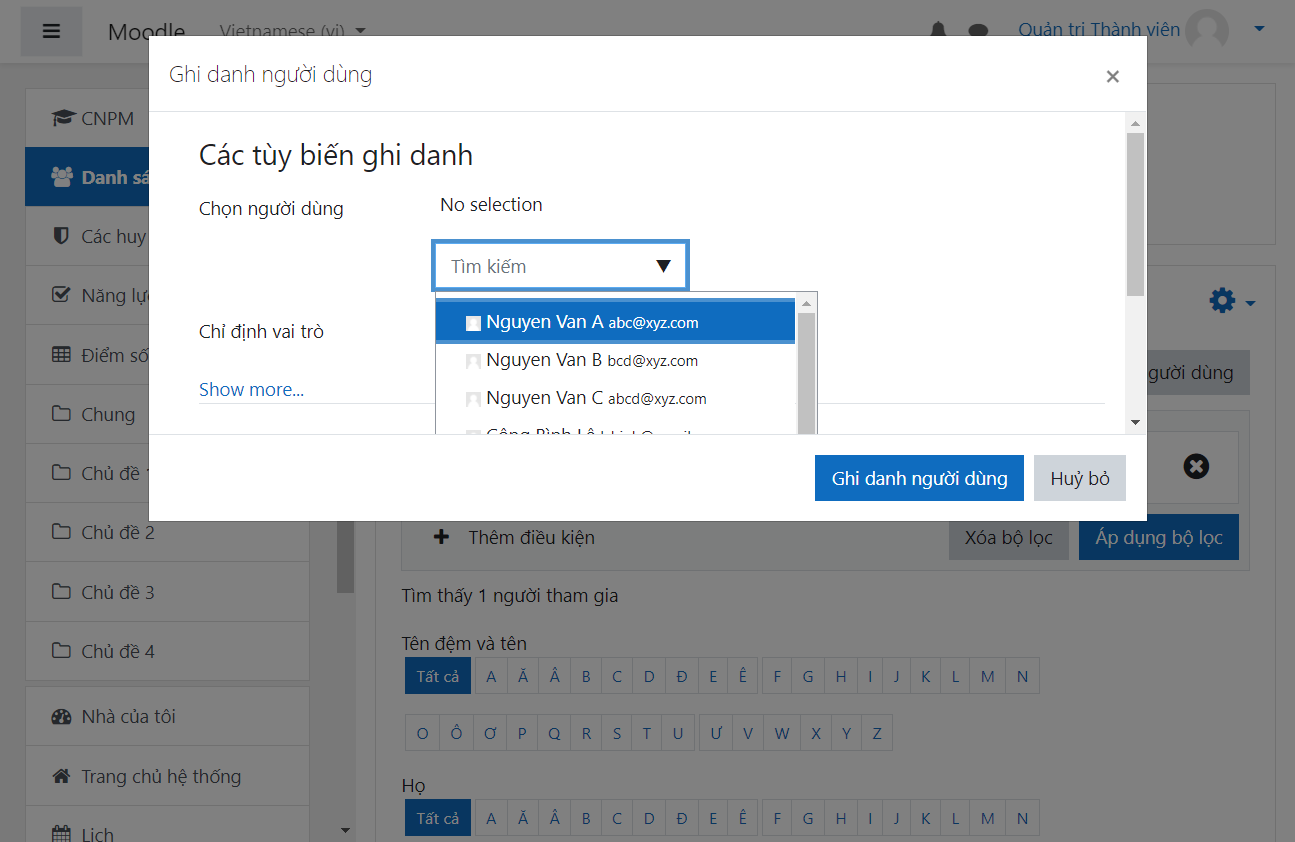 Moodle Vietnamese (vi) Quản trị Thành viên
Ghi danh người dùng
×
Các tùy biến ghi danh
Chọn người dùng
No selection
Tìm kiếm ▼
Nguyen Van A abc@xyz.com
Nguyen Van B bcd@xyz.com
Nguyen Van C abcd@xyz.com
Công Bình Lê
Chỉ định vai trò
Show more...
Ghi danh người dùng
Huỷ bỏ
CNPM
Danh
Các huy
Năng
Điểm số
Chung
Chủ đề
Chủ đề 2
Chủ đề 3
Chủ đề 4
Nhà của tôi
Trang chủ hệ thống
Lịch
dùng
Thêm điều kiện
Xóa bộ lọc
Áp dụng bộ lọc
Tìm thấy 1 người tham gia
Tên đệm và tên
Tất cả A Ă Â B C D Đ E Ê F G H I J K L M N
O Ô Ơ P Q R S T U Ư V W X Y Z
Họ
Tất cả A Ă Â B C D Đ E Ê F G H I J K L M N